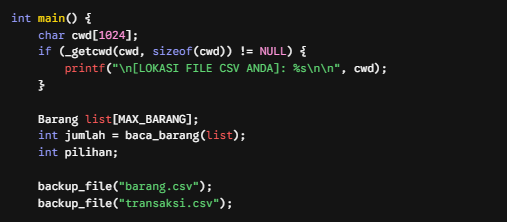 int main() {
    char cwd[1024];
    if (_getcwd(cwd, sizeof(cwd)) != NULL) {
        printf("\n[LOKASI FILE CSV ANDA]: %s\n\n", cwd);
    }

    Barang list[MAX_BARANG];
    int jumlah = baca_barang(list);
    int pilihan;

    backup_file("barang.csv");
    backup_file("transaksi.csv");